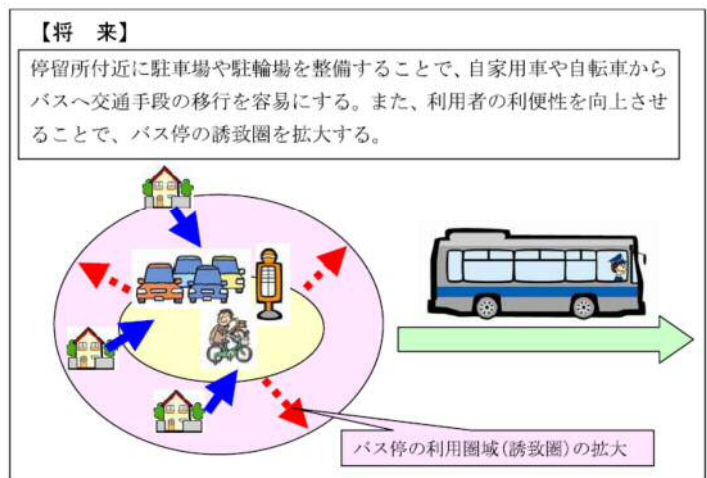 【将　来】
停留所付近に駐車場や駐輪場を整備することで、自家用車や自転車から
バスへ交通手段の移行を容易にする。また、利用者の利便性を向上させ
ることで、バス停の誘致圏を拡大する。
バス停の利用圏域(誘致圏)の拡大